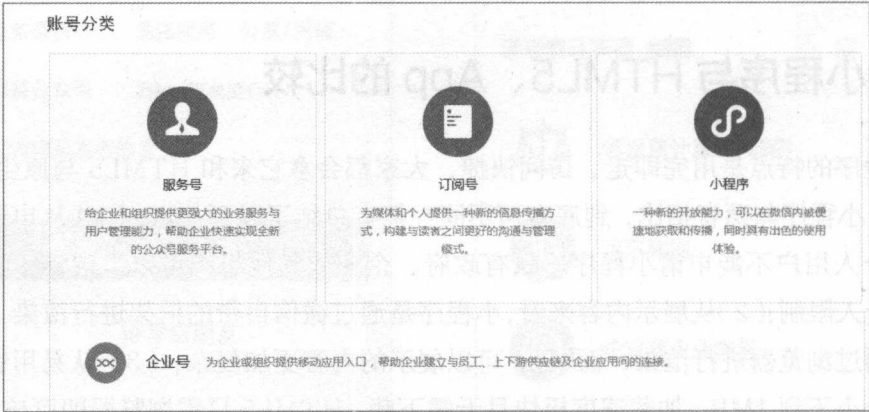 账号分类
服务号
给企业和组织提供更强大的业务服务与
用户管理能力，帮助企业快速实现全新
的公众号服务平台。
订阅号
为媒体和个人提供一种新的信息传播方
式，构建与读者之间更好的沟通与管理
模式。
小程序
一种新的开放能力，可以在微信内被便
捷地获取和传播，同时具有出色的使用
体验。
企业号 为企业或组织提供移动应用入口，帮助企业建立与员工、上下游供应链及企业应用间的连接。